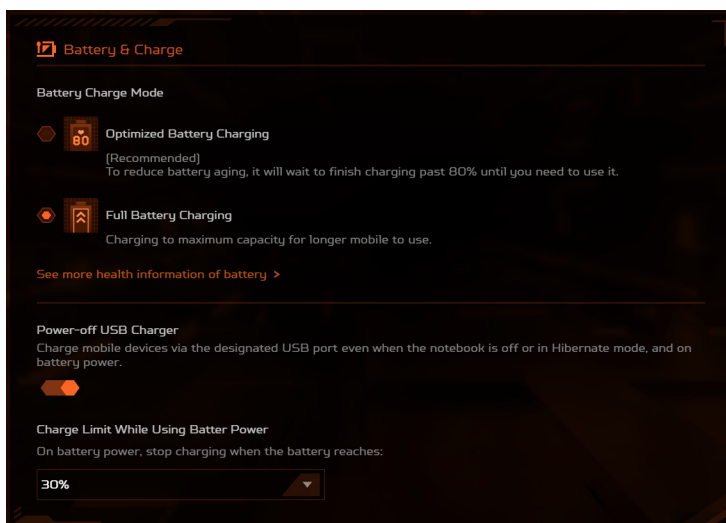 Battery & Charge
Battery Charge Mode
80
Optimized Battery Charging
(Recommended)
To reduce battery aging, it will wait to finish charging past 80% until you need to use it.
Full Battery Charging
Charging to maximum capacity for longer mobile to use.
See more health information of battery >
Power-off USB Charger
Charge mobile devices via the designated USB port even when the notebook is off or in Hibernate mode, and on
battery power.
Charge Limit While Using Batter Power
On battery power, stop charging when the battery reaches:
30%